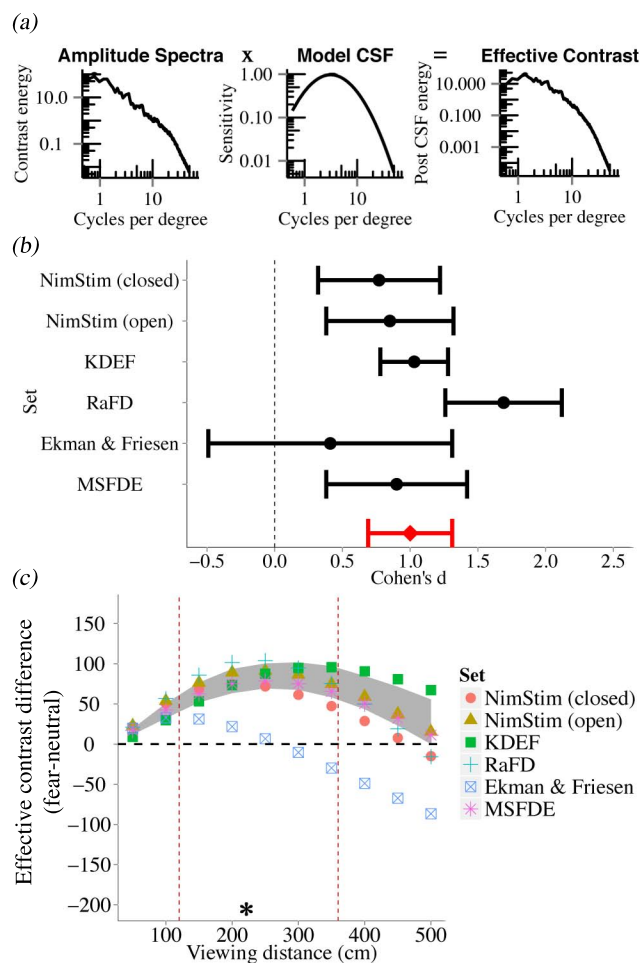 (a)
Amplitude Spectra x Model CSF = Effective Contrast
Contrast energy
10.0
0.1
1 10
Cycles per degree
Sensitivity
1.00
0.10
0.01
1 10
Cycles per degree
Post CSF energy
10.000
0.100
0.001
1 10
Cycles per degree
(b)
Set
NimStim (closed)
NimStim (open)
KDEF
RaFD
Ekman & Friesen
MSFDE
−0.5 0.0 0.5 1.0 1.5 2.0 2.5
Cohen's d
(c)
Effective contrast difference
(fear-neutral)
150
100
50
0
−50
−100
−150
−200
*
100 200 300 400 500
Viewing distance (cm)
Set
NimStim (closed)
NimStim (open)
KDEF
RaFD
Ekman & Friesen
MSFDE